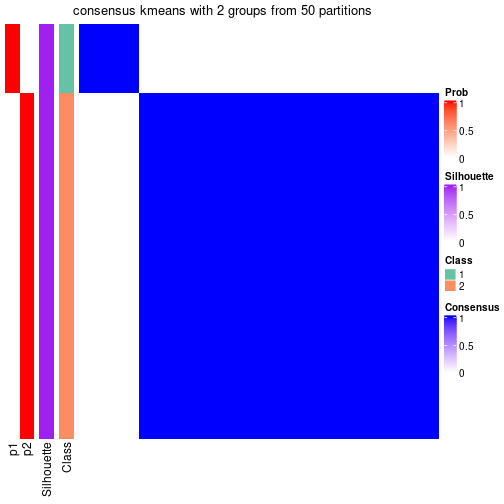 consensus kmeans with 2 groups from 50 partitions
Prob
1
0.5
0
Silhouette
1
0.5
0
Class
1
2
Consensus
1
0.5
0
p1
p2
Silhouette
Class